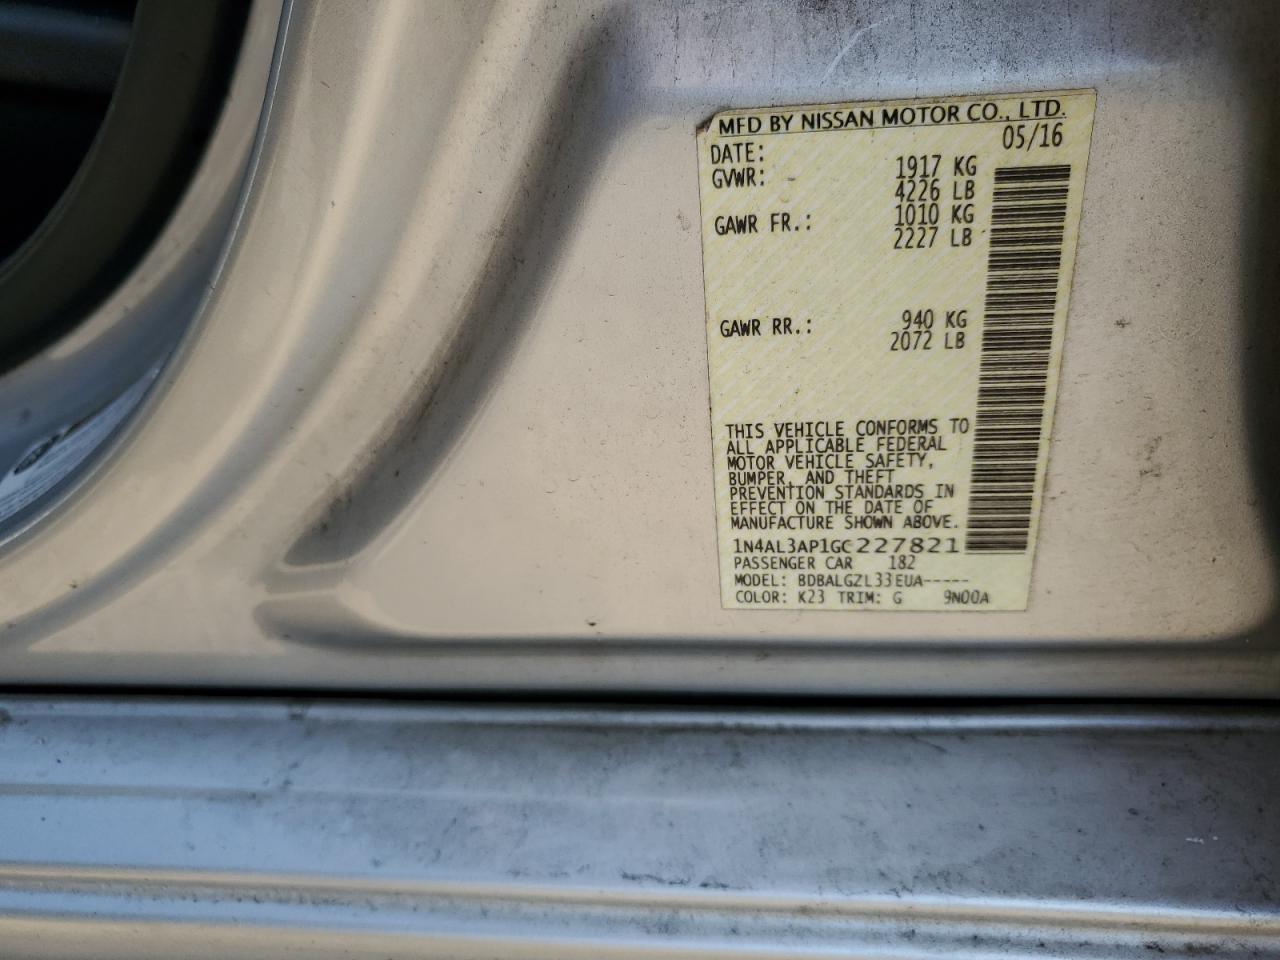 MFD BY NISSAN MOTOR CO., LTD.
DATE: 05/16
GVWR: 1917 KG
4226 LB
GAWR FR.: 1010 KG
2227 LB
GAWR RR.: 940 KG
2072 LB
THIS VEHICLE CONFORMS TO
ALL APPLICABLE FEDERAL
MOTOR VEHICLE SAFETY,
BUMPER, AND THEFT
PREVENTION STANDARDS IN
EFFECT ON THE DATE OF
MANUFACTURE SHOWN ABOVE.
1N4AL3AP1GC227821
PASSENGER CAR 182
MODEL: BDBALGZL33EUA-----
COLOR: K23 TRIM: G 9N00A